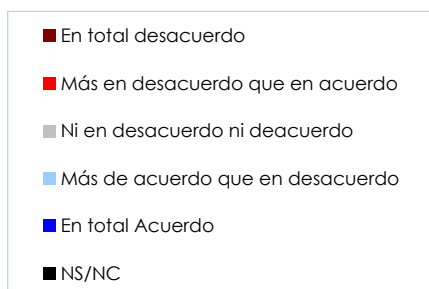 En total desacuerdo
Más en desacuerdo que en acuerdo
Ni en desacuerdo ni deacuerdo
Más de acuerdo que en desacuerdo
En total Acuerdo
NS/NC